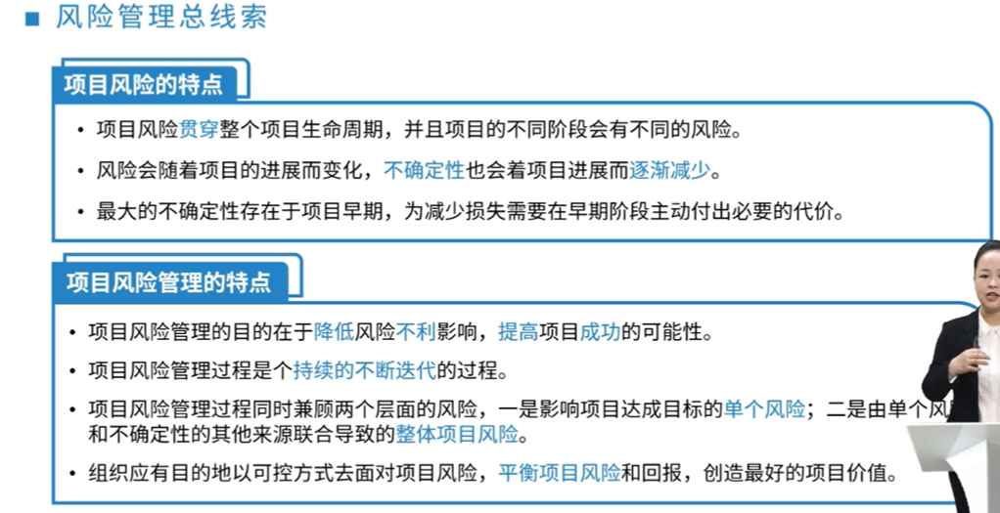 ■ 风险管理总线索
项目风险的特点
• 项目风险贯穿整个项目生命周期，并且项目的不同阶段会有不同的风险。
• 风险会随着项目的进展而变化，不确定性也会着项目进展而逐渐减少。
• 最大的不确定性存在于项目早期，为减少损失需要在早期阶段主动付出必要的代价。
项目风险管理的特点
• 项目风险管理的目的在于降低风险不利影响，提高项目成功的可能性。
• 项目风险管理过程是个持续的不断迭代的过程。
• 项目风险管理过程同时兼顾两个层面的风险，一是影响项目达成目标的单个风险；二是由单个风
和不确定性的其他来源联合导致的整体项目风险。
• 组织应有目的地以可控方式去面对项目风险，平衡项目风险和回报，创造最好的项目价值。